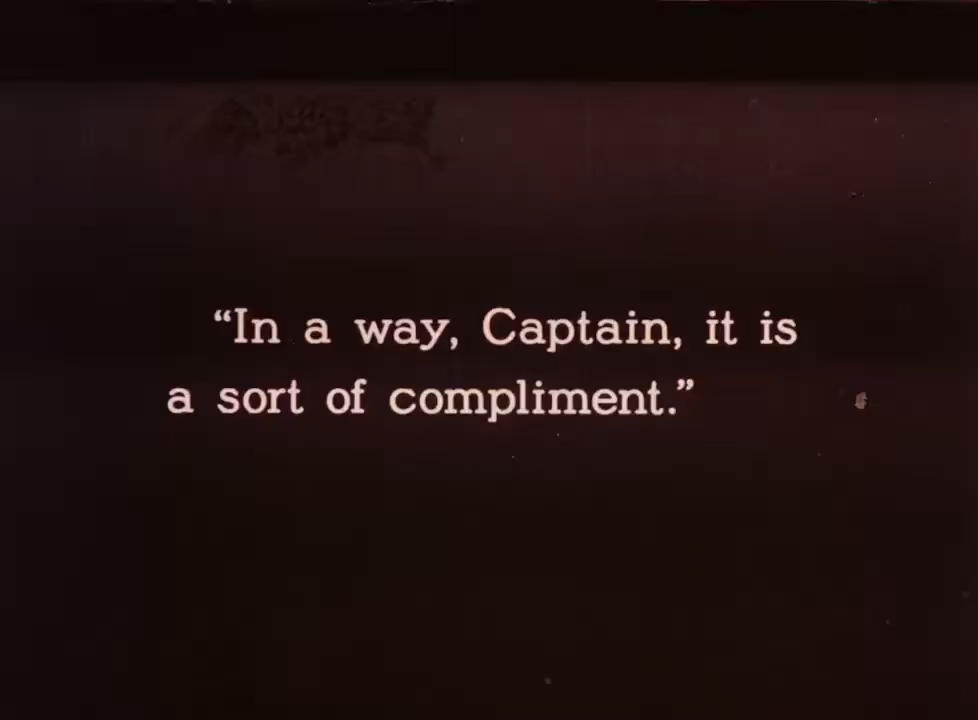 “In a way, Captain, it is
a sort of compliment.”